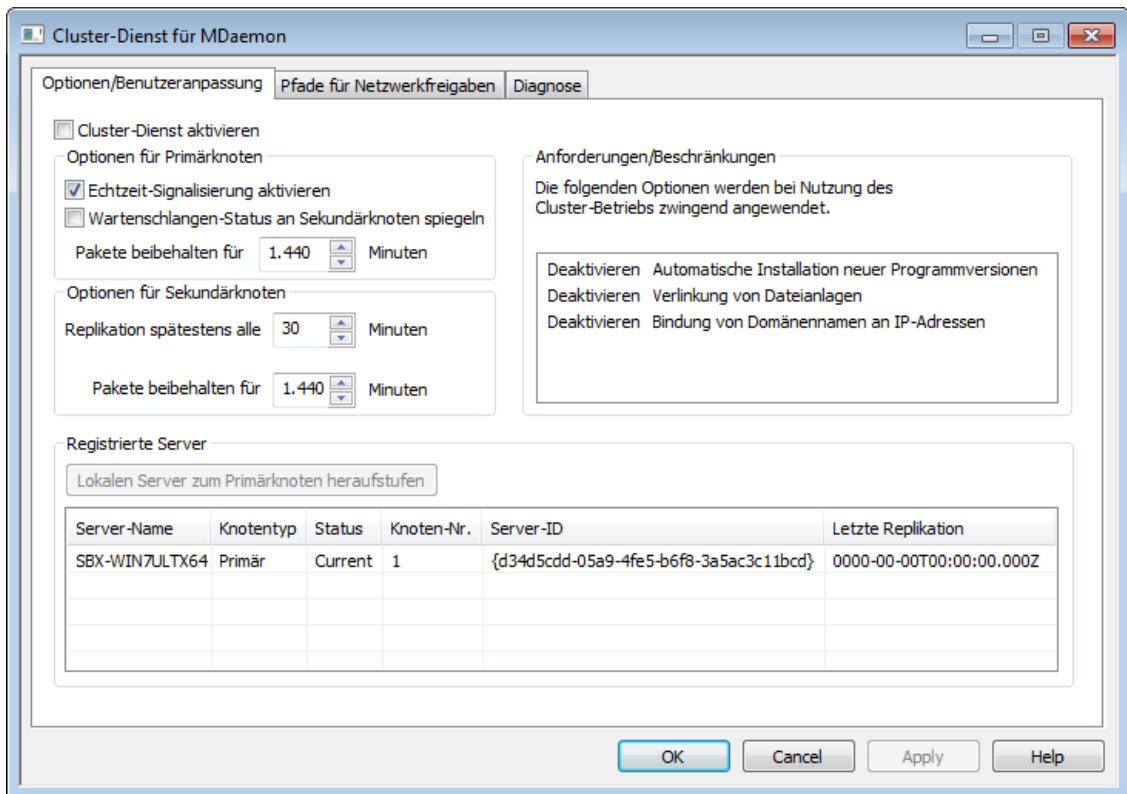 Cluster-Dienst für MDaemon
Optionen/Benutzeranpassung Pfade für Netzwerkfreigaben Diagnose
Cluster-Dienst aktivieren
Optionen für Primärknoten
Echtzeit-Signalisierung aktivieren
Wartenschlangen-Status an Sekundärknoten spiegeln
Pakete beibehalten für 1.440 Minuten
Optionen für Sekundärknoten
Replikation spätestens alle 30 Minuten
Pakete beibehalten für 1.440 Minuten
Anforderungen/Beschränkungen
Die folgenden Optionen werden bei Nutzung des
Cluster-Betriebs zwingend angewendet.
Deaktivieren Automatische Installation neuer Programmversionen
Deaktivieren Verlinkung von Dateianlagen
Deaktivieren Bindung von Domänennamen an IP-Adressen
Registrierte Server
Lokalen Server zum Primärknoten heraufstufen
Server-Name Knotentyp Status Knoten-Nr. Server-ID Letzte Replikation
SBX-WIN7ULTX64 Primär Current 1 {d34d5cdd-05a9-4fe5-b6f8-3a5ac3c11bcd} 0000-00-00T00:00:00.000Z
OK Cancel Apply Help